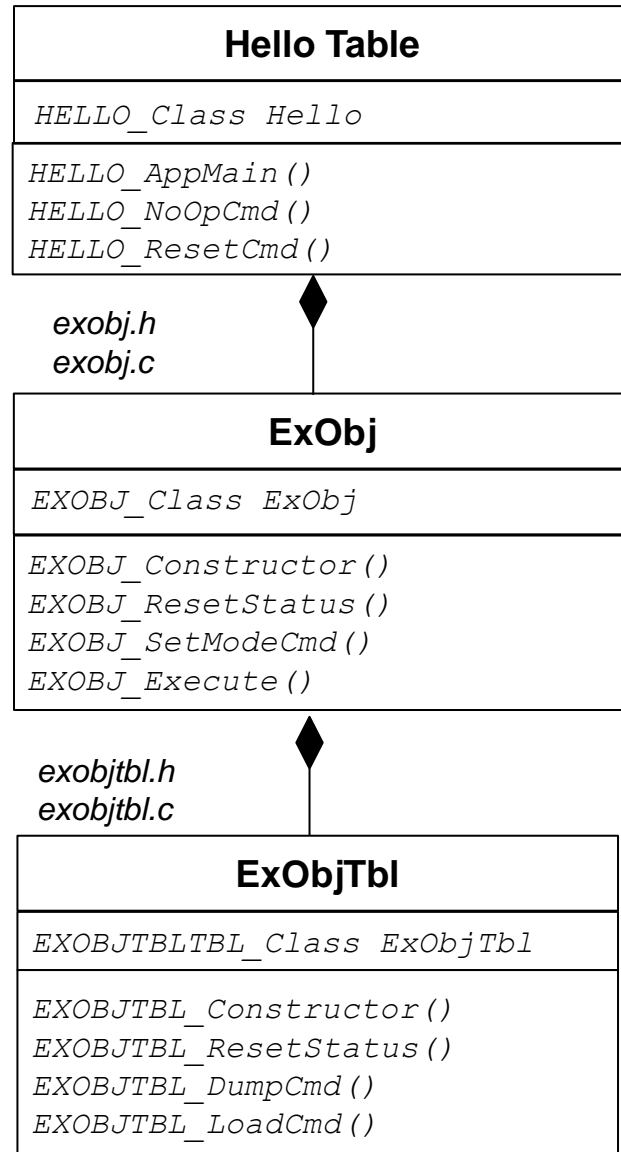 Hello Table
HELLO_Class Hello
HELLO_AppMain()
HELLO_NoOpCmd()
HELLO_ResetCmd()
exobj.h
exobj.c
ExObj
EXOBJ_Class ExObj
EXOBJ_Constructor()
EXOBJ_ResetStatus()
EXOBJ_SetModeCmd()
EXOBJ_Execute()
exobjtbl.h
exobjtbl.c
ExObjTbl
EXOBJTBLTBL_Class ExObjTbl
EXOBJTBL_Constructor()
EXOBJTBL_ResetStatus()
EXOBJTBL_DumpCmd()
EXOBJTBL_LoadCmd()